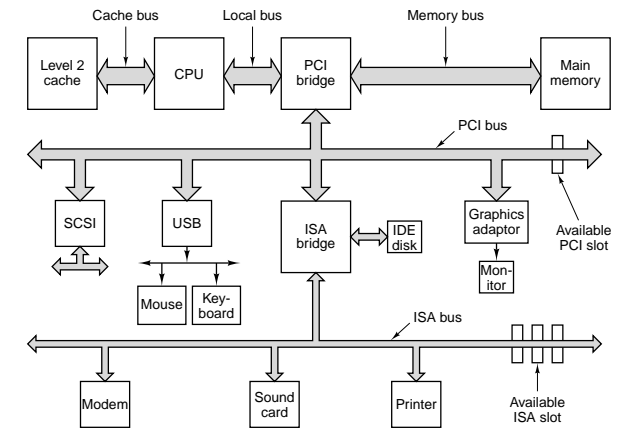 Cache bus
Local bus
Memory bus
Level 2
cache
CPU
PCI
bridge
Main
memory
PCI bus
SCSI
USB
ISA
bridge
IDE
disk
Graphics
adaptor
Available
PCI slot
Mon-
itor
Mouse
Key-
board
ISA bus
Modem
Sound
card
Printer
Available
ISA slot